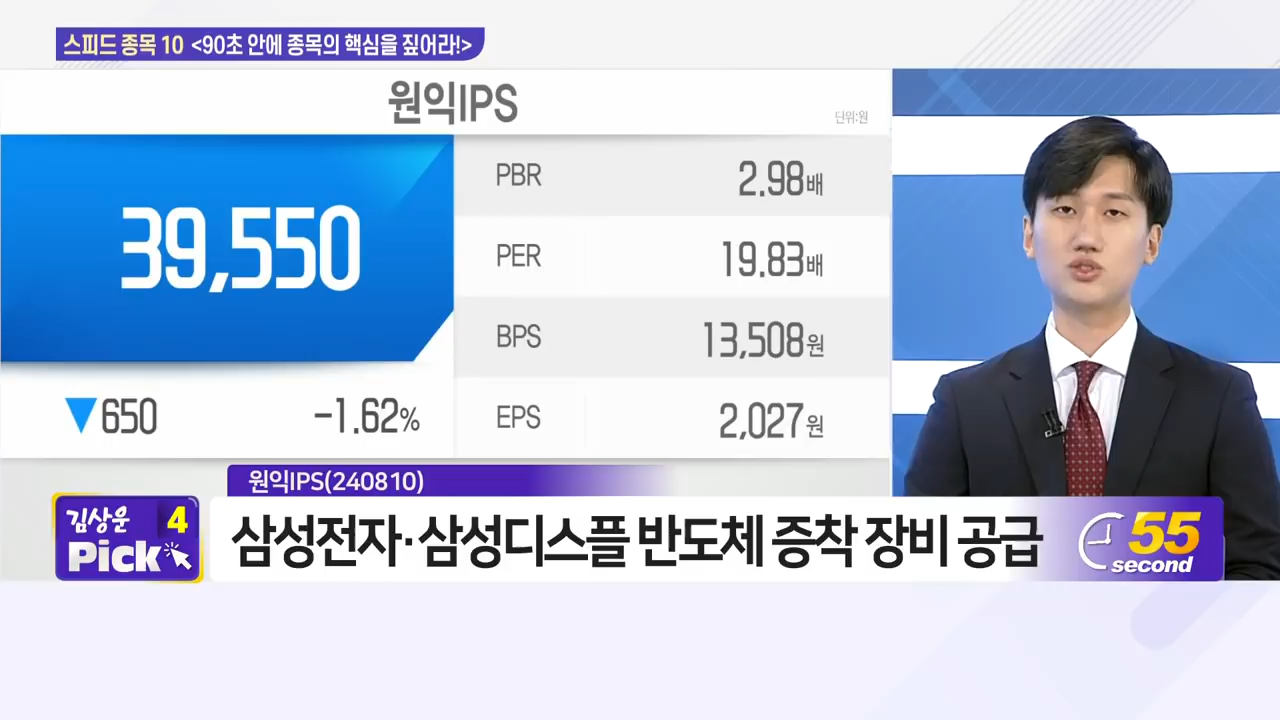 스피드 종목 10 <90초 안에 종목의 핵심을 짚어라!>
원익IPS
단위:원
39,550
▼650 -1.62%
PBR 2.98배
PER 19.83배
BPS 13,508원
EPS 2,027원
원익IPS(240810)
김상운 4
Pick
삼성전자·삼성디스플 반도체 증착 장비 공급
55
second